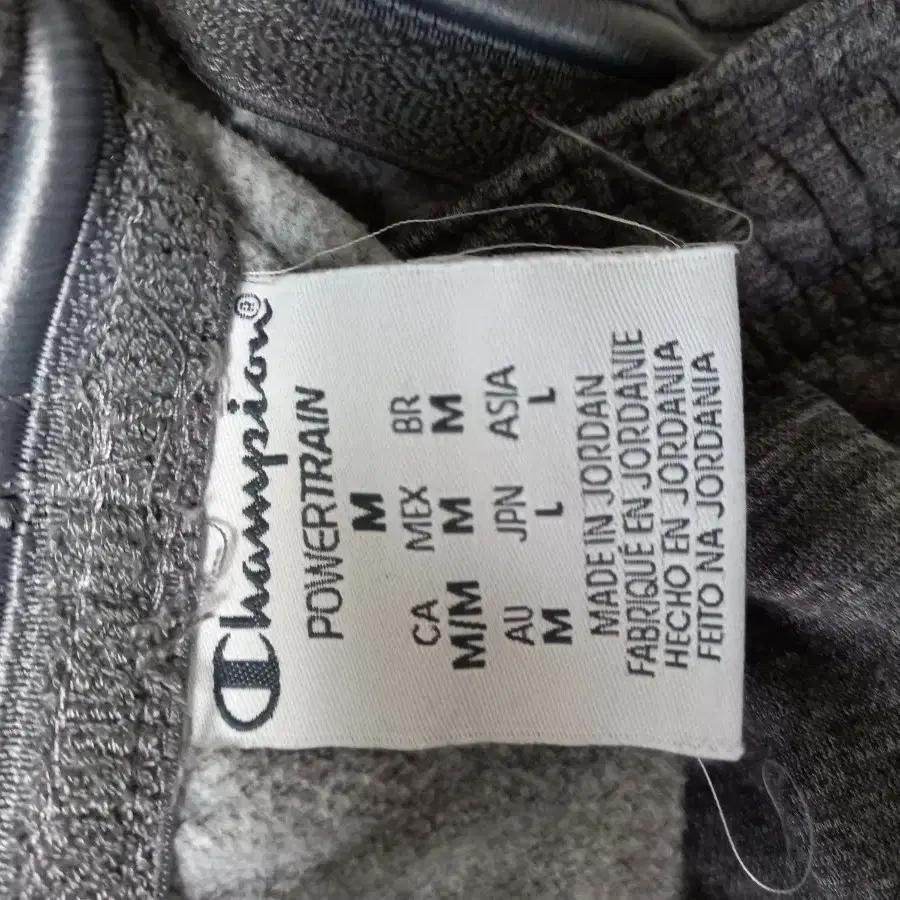 Champion®
POWERTRAIN
M
CA MEX BR
M/M M M
AU JPN ASIA
M L L
MADE IN JORDAN
FABRIQUÉ EN JORDANIE
HECHO EN JORDANIA
FEITO NA JORDANIA